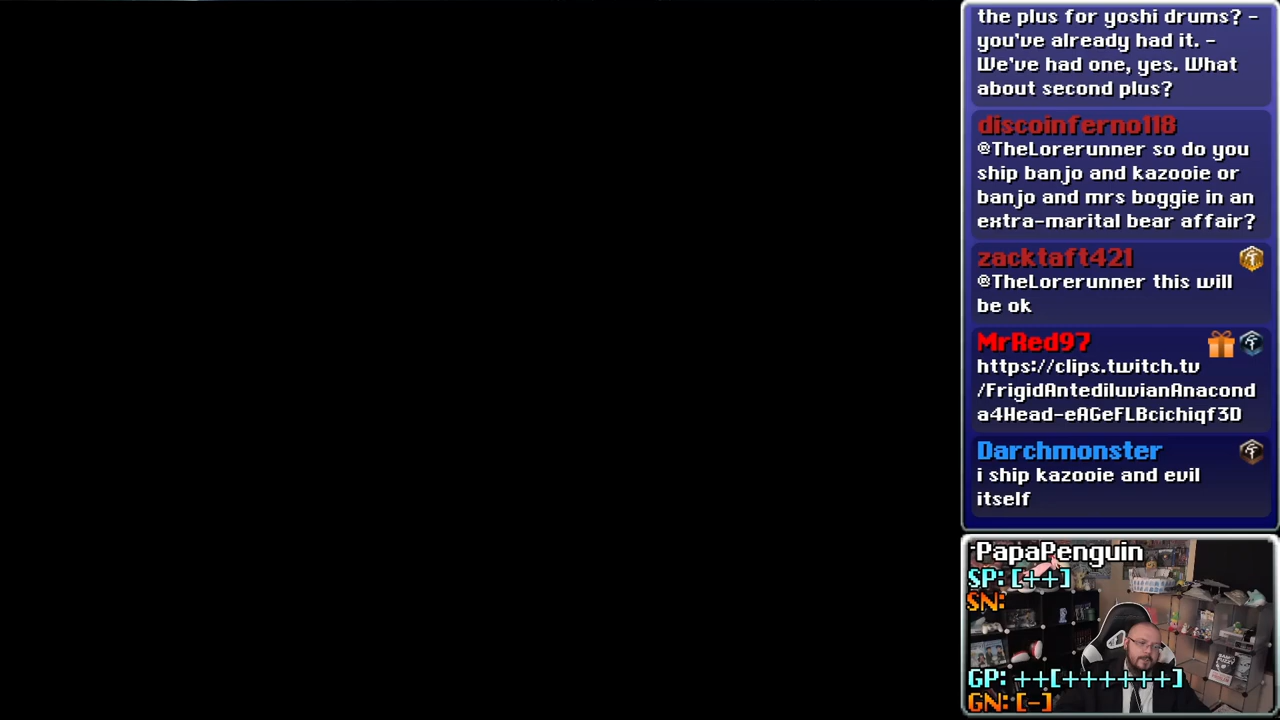 the plus for yoshi drums? -
you've already had it. -
We've had one, yes. What
about second plus?
discoinferno118
@TheLorerunner so do you
ship banjo and kazooie or
banjo and mrs boggie in an
extra-marital bear affair?
zacktaft421
@TheLorerunner this will
be ok
MrRed97
https://clips.twitch.tv
/FrigidAntediluvianAnacond
a4Head-eAGeFLBcichiqf3D
Darchmonster
i ship kazooie and evil
itself
PapaPenguin
SP: [++]
SN:
GP: ++[++++++]
GN: [-]